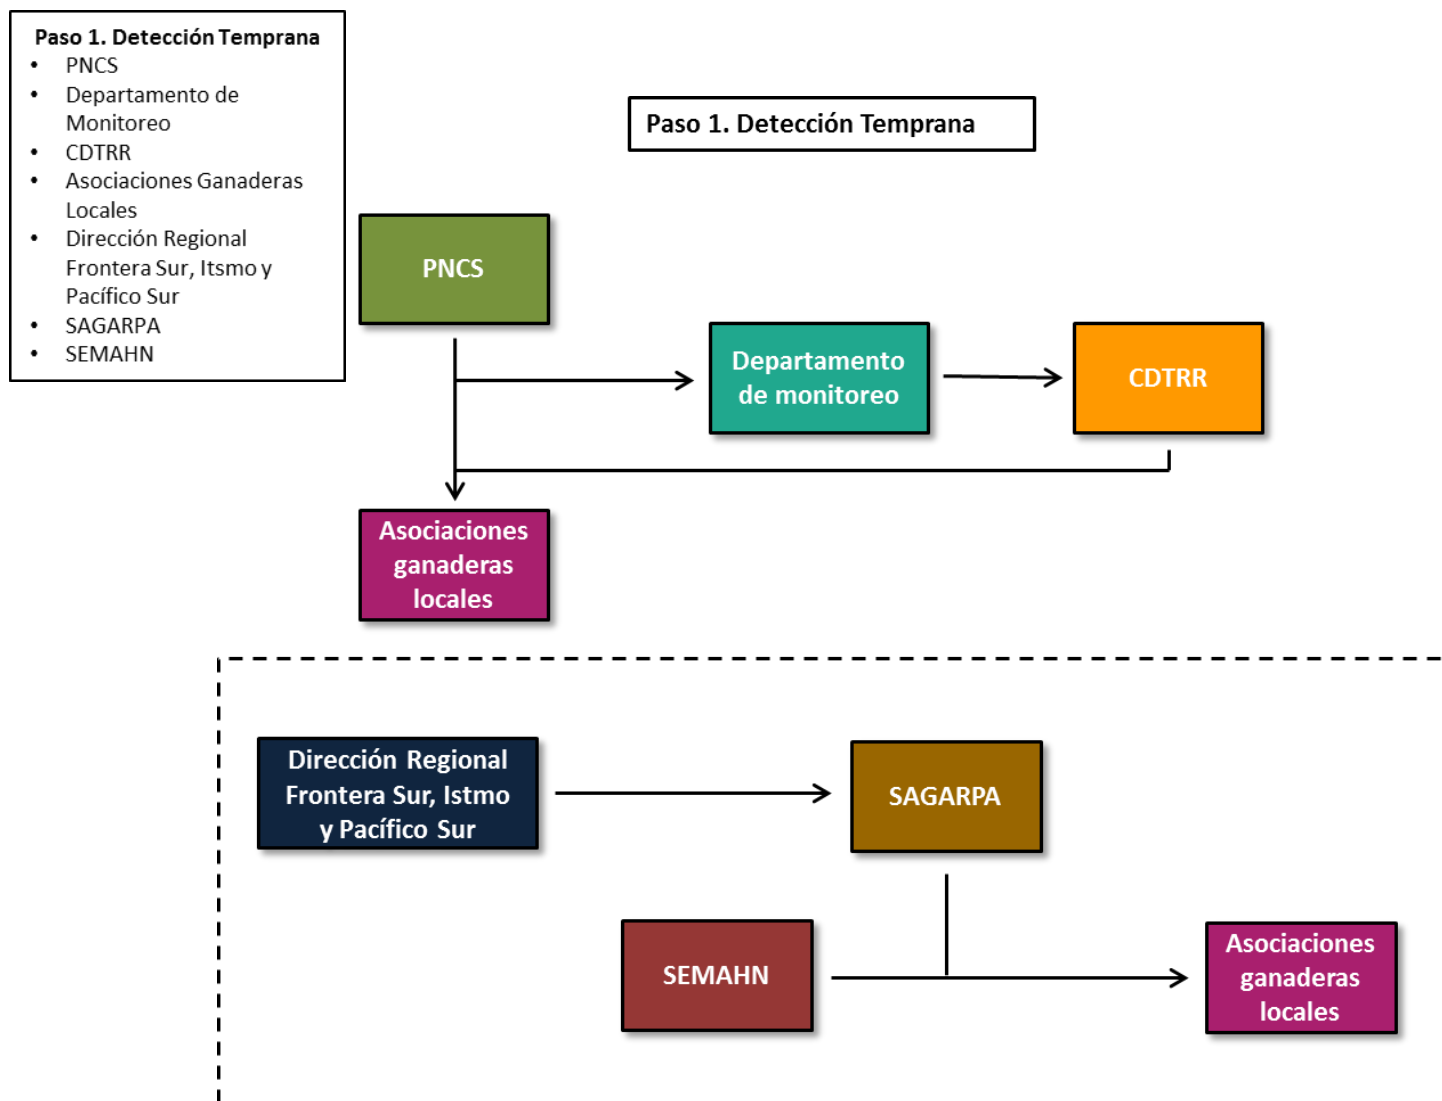 Paso 1. Detección Temprana
• PNCS
• Departamento de
Monitoreo
• CDTRR
• Asociaciones Ganaderas
Locales
• Dirección Regional
Frontera Sur, Itsmo y
Pacífico Sur
• SAGARPA
• SEMAHN
Paso 1. Detección Temprana
PNCS
Departamento
de monitoreo
CDTRR
Asociaciones
ganaderas
locales
Dirección Regional
Frontera Sur, Istmo
y Pacífico Sur
SAGARPA
SEMAHN
Asociaciones
ganaderas
locales